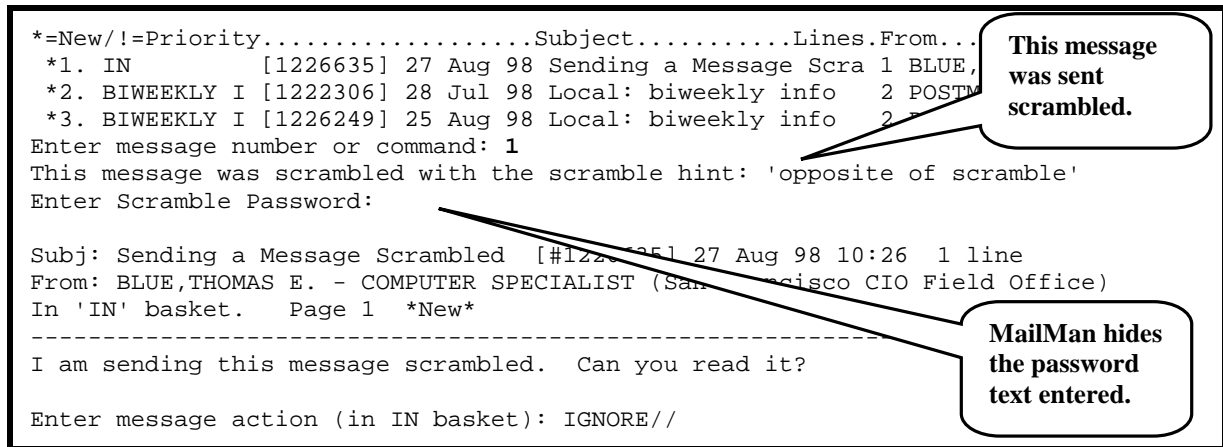 *=New/!=Priority...................Subject...........Lines.From...
*1. IN         [1226635] 27 Aug 98 Sending a Message Scra 1 BLUE,
*2. BIWEEKLY I [1222306] 28 Jul 98 Local: biweekly info   2 POSTM
*3. BIWEEKLY I [1226249] 25 Aug 98 Local: biweekly info   2
Enter message number or command: 1
This message was scrambled with the scramble hint: 'opposite of scramble'
Enter Scramble Password:
Subj: Sending a Message Scrambled  [#1226635] 27 Aug 98 10:26  1 line
From: BLUE,THOMAS E. - COMPUTER SPECIALIST (San Francisco CIO Field Office)
In 'IN' basket.   Page 1  *New*
------------------------------------------------------------
I am sending this message scrambled.  Can you read it?
Enter message action (in IN basket): IGNORE//
This message
was sent
scrambled.
MailMan hides
the password
text entered.